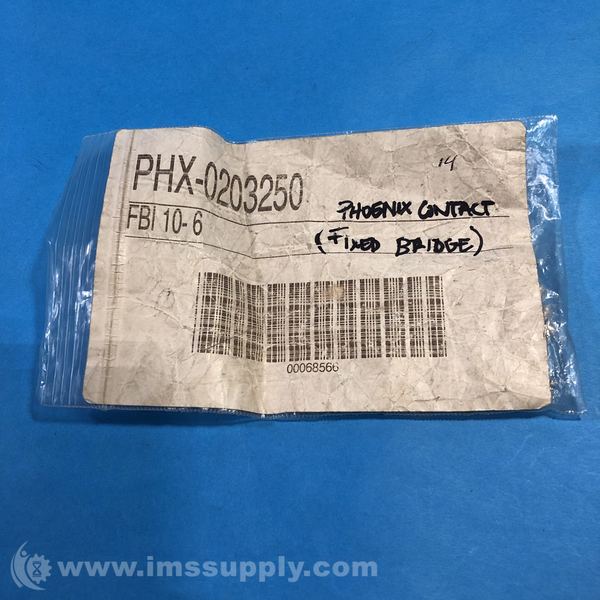 14
PHX-0203250
FBI 10-6
PHOENIX CONTACT
(FIXED BRIDGE)
00068566
www.imssupply.com